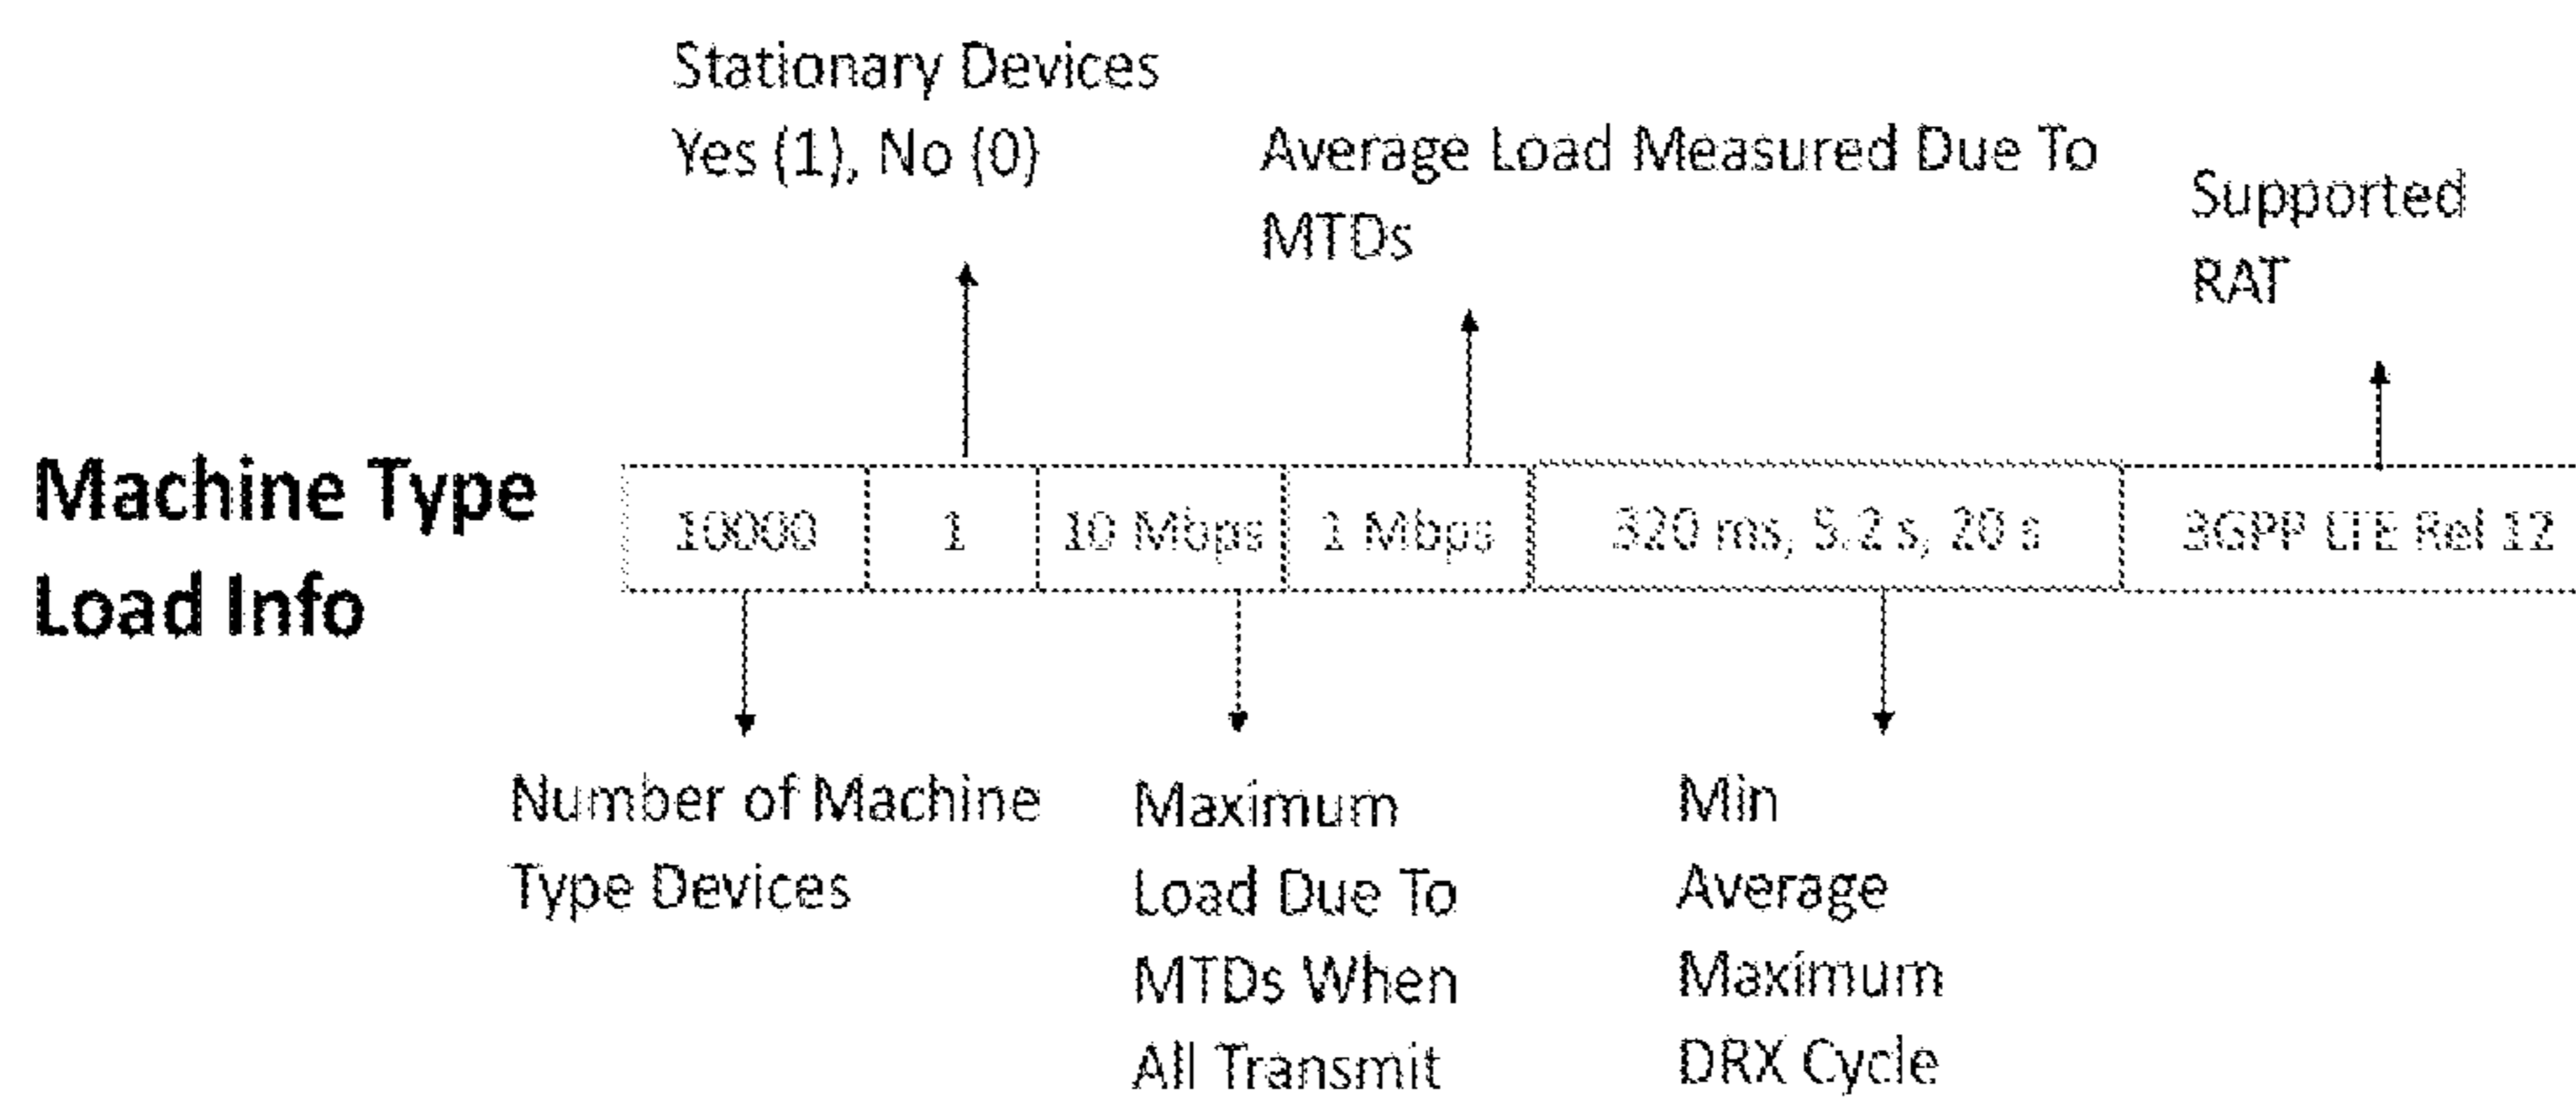 Stationary Devices
Yes (1), No (0)
Average Load Measured Due To
MTDs
Supported
RAT
Machine Type
Load Info
10000
1
10 Mbps
1 Mbps
320 ms, 5.2 s, 20 s
3GPP LTE Rel 12
Number of Machine
Type Devices
Maximum
Load Due To
MTDs When
All Transmit
Min
Average
Maximum
DRX Cycle